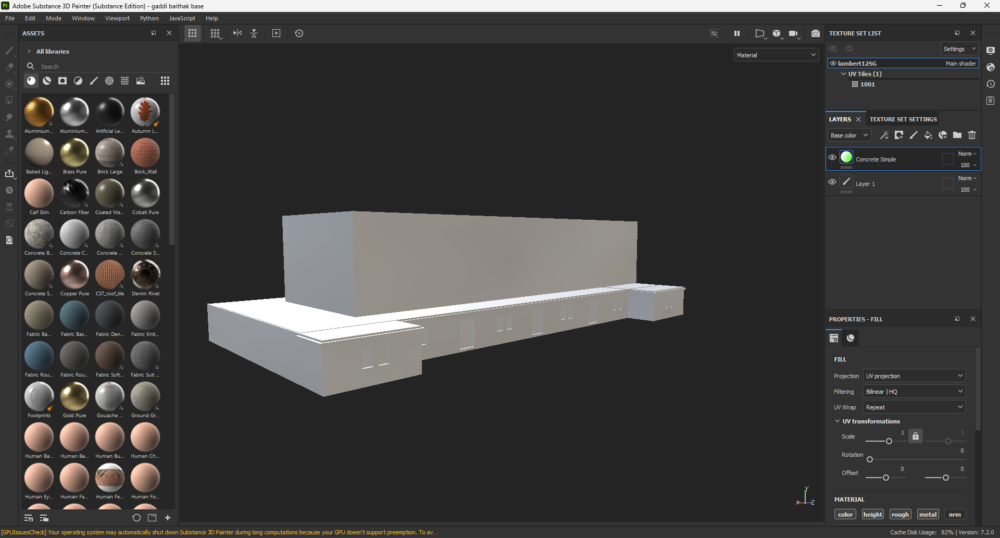 Pt Adobe Substance 3D Painter (Substance Edition) - gaddi baithak base
File Edit Mode Window Viewport Python JavaScript Help
ASSETS
All libraries
Search
Aluminium... Aluminium... Artificial Le... Autumn L...
Baked Lig... Brass Pure Brick Large Brick_Wall
Calf Skin Carbon Fiber Coated Me... Cobalt Pure
Concrete B... Concrete C... Concrete ... Concrete S...
Concrete S... Copper Pure CST_roof_tile Denim Rivet
Fabric Ba... Fabric Bas... Fabric Den... Fabric Knit...
Fabric Rou... Fabric Rou... Fabric Soft... Fabric Suit ...
Footprints Gold Pure Gouache ... Ground Gr...
Human Ba... Human Be... Human Bu... Human Ch...
Human Ey... Human Fa... Human Fe... Human Fo...
Material
Y
X Z
TEXTURE SET LIST
Settings
lambert12SG Main shader
UV Tiles (1)
1001
LAYERS TEXTURE SET SETTINGS
Base color
Concrete Simple Norm
100
Layer 1 Norm
100
PROPERTIES - FILL
FILL
Projection UV projection
Filtering Bilinear | HQ
UV Wrap Repeat
UV transformations
Scale 1 1
Rotation 0
Offset 0 0
MATERIAL
color height rough metal nrm
[GPUIssuesCheck] Your operating system may automatically shut down Substance 3D Painter during long computations because your GPU doesn't support preemption. To av...
Cache Disk Usage: 82% | Version: 7.2.0